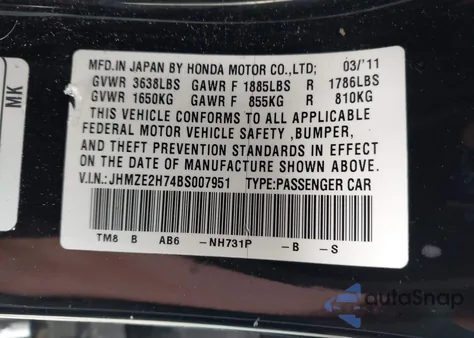 MFD.IN JAPAN BY HONDA MOTOR CO.,LTD; 03/'11
GVWR 3638LBS GAWR F 1885LBS R 1786LBS
GVWR 1650KG GAWR F 855KG R 810KG
THIS VEHICLE CONFORMS TO ALL APPLICABLE
FEDERAL MOTOR VEHICLE SAFETY ,BUMPER,
AND THEFT PREVENTION STANDARDS IN EFFECT
ON THE DATE OF MANUFACTURE SHOWN ABOVE.
V.I.N.: JHMZE2H74BS007951 TYPE:PASSENGER CAR
TM8 B AB6 -NH731P -B -S
MK
autoSnap